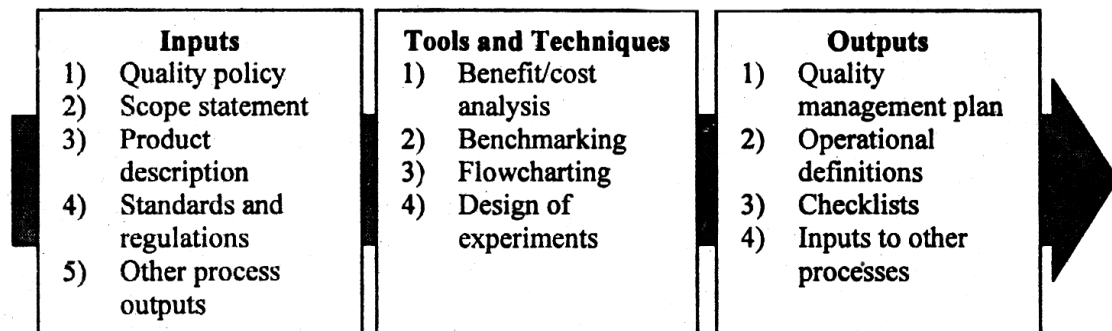 Inputs
1) Quality policy
2) Scope statement
3) Product
description
4) Standards and
regulations
5) Other process
outputs
Tools and Techniques
1) Benefit/cost
analysis
2) Benchmarking
3) Flowcharting
4) Design of
experiments
Outputs
1) Quality
management plan
2) Operational
definitions
3) Checklists
4) Inputs to other
processes